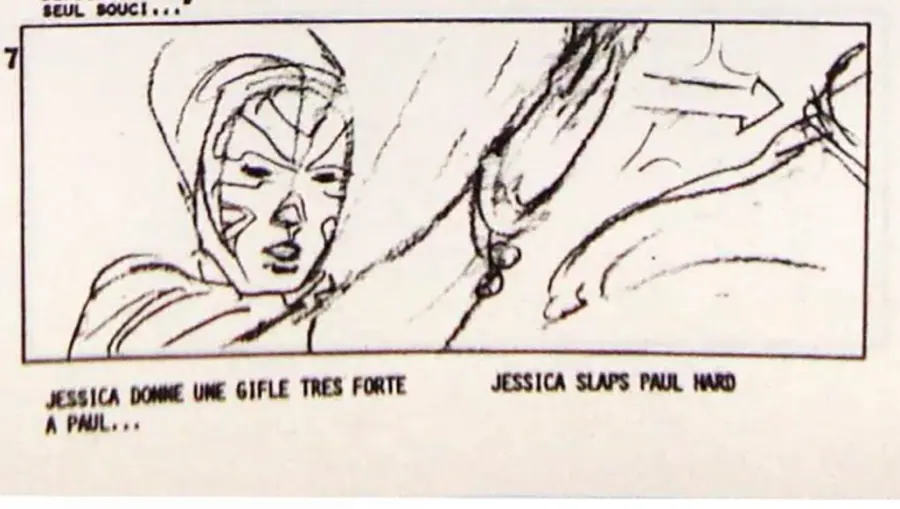 SEUL SOUCI...
7
JESSICA DONNE UNE GIFLE TRES FORTE
A PAUL...
JESSICA SLAPS PAUL HARD